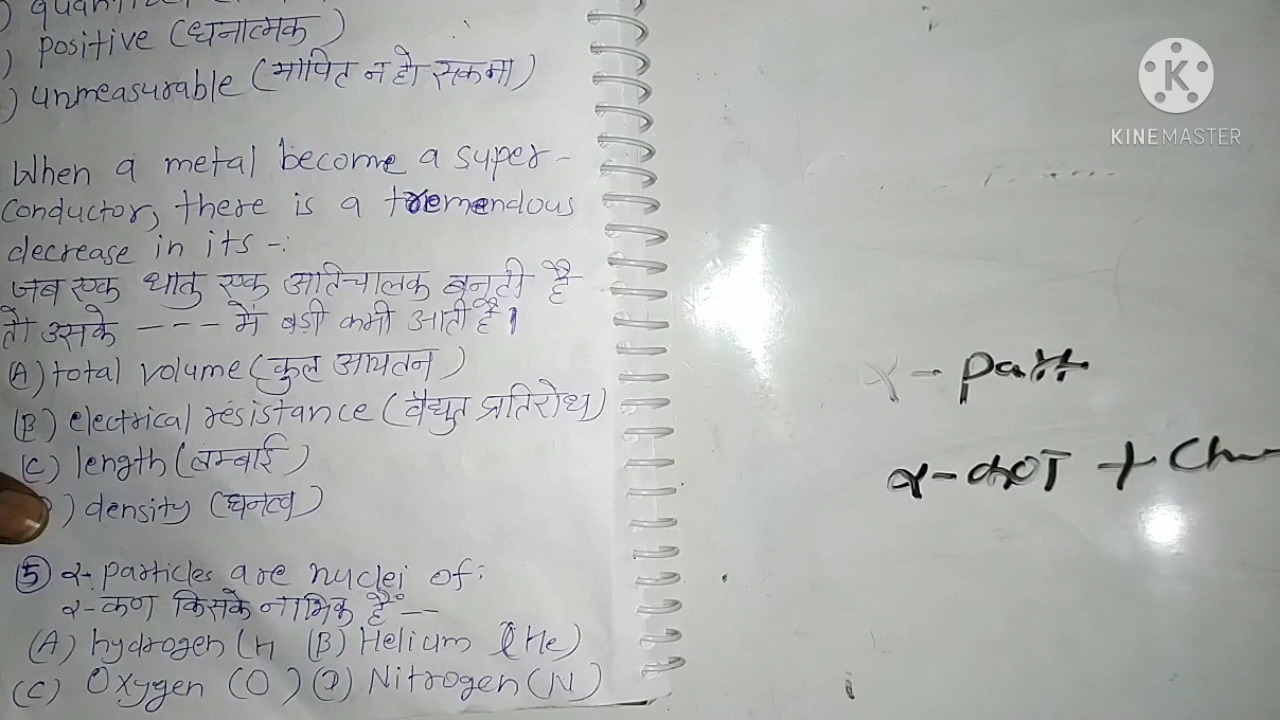 positive (धनात्मक)
) unmeasurable (मापित न हो सकना)
When a metal become a super-
conductor, there is a tremendous
decrease in its -:
जब एक धातु एक अतिचालक बनती है
तो उसके ---- में बड़ी कमी आती है।
(A) total volume (कुल आयतन)
(B) electrical resistance (वैद्युत प्रतिरोध)
(C) length (लम्बाई)
) density (घनत्व)
(5) α-particles are nuclei of:
α-कण किसके नाभिक हैं--
(A) hydrogen (H (B) Helium (He)
(C) Oxygen (O) (D) Nitrogen (N)
K
KINEMASTER
α-part